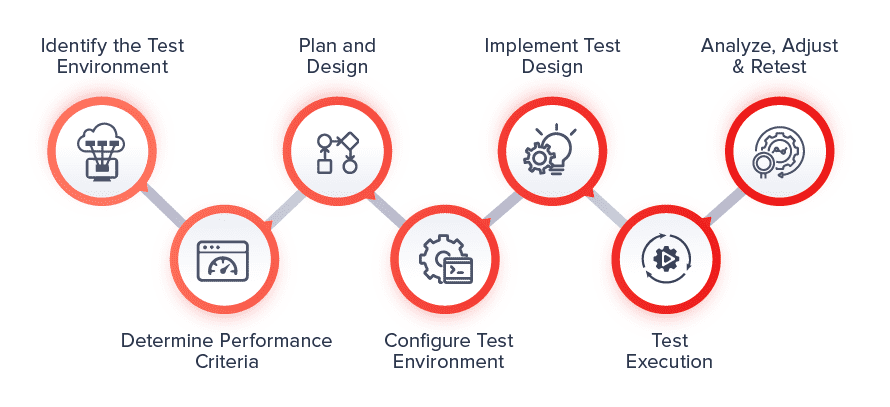 Identify the Test
Environment
Determine Performance
Criteria
Plan and
Design
Configure Test
Environment
Implement Test
Design
Test
Execution
Analyze, Adjust
& Retest